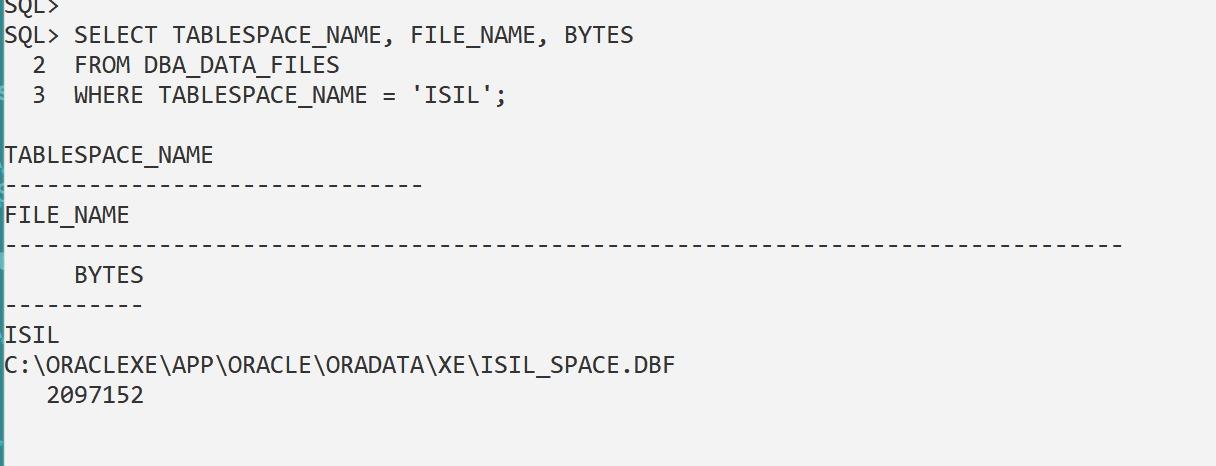 SQL>
SQL> SELECT TABLESPACE_NAME, FILE_NAME, BYTES
  2  FROM DBA_DATA_FILES
  3  WHERE TABLESPACE_NAME = 'ISIL';

TABLESPACE_NAME
------------------------------
FILE_NAME
--------------------------------------------------------------------------------
     BYTES
----------
ISIL
C:\ORACLEXE\APP\ORACLE\ORADATA\XE\ISIL_SPACE.DBF
   2097152